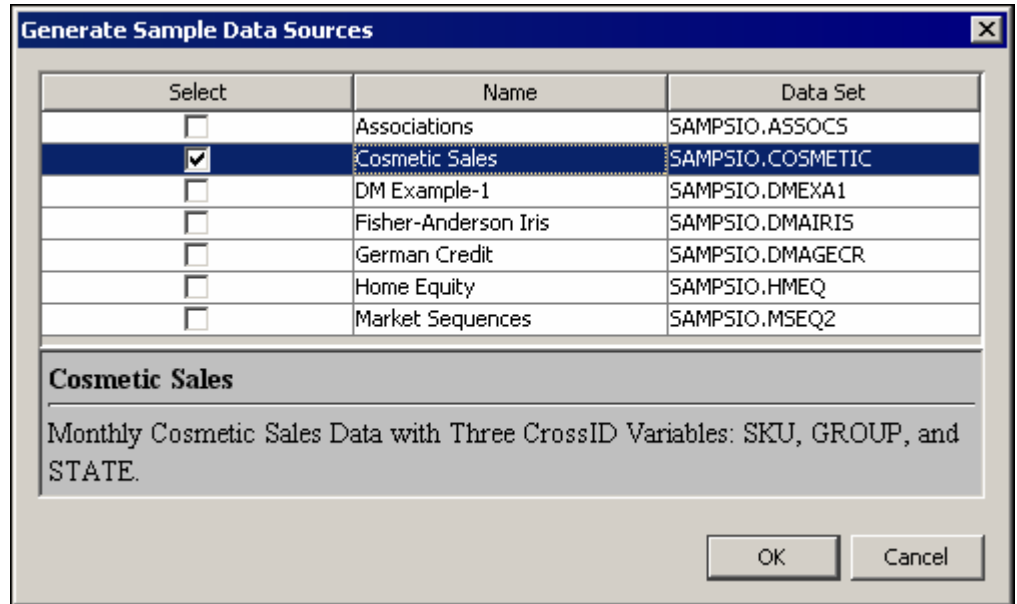 Generate Sample Data Sources
Select Name Data Set
Associations SAMPSIO.ASSOCS
Cosmetic Sales SAMPSIO.COSMETIC
DM Example-1 SAMPSIO.DMEXA1
Fisher-Anderson Iris SAMPSIO.DMAIRIS
German Credit SAMPSIO.DMAGECR
Home Equity SAMPSIO.HMEQ
Market Sequences SAMPSIO.MSEQ2
Cosmetic Sales
Monthly Cosmetic Sales Data with Three CrossID Variables: SKU, GROUP, and
STATE.
OK Cancel